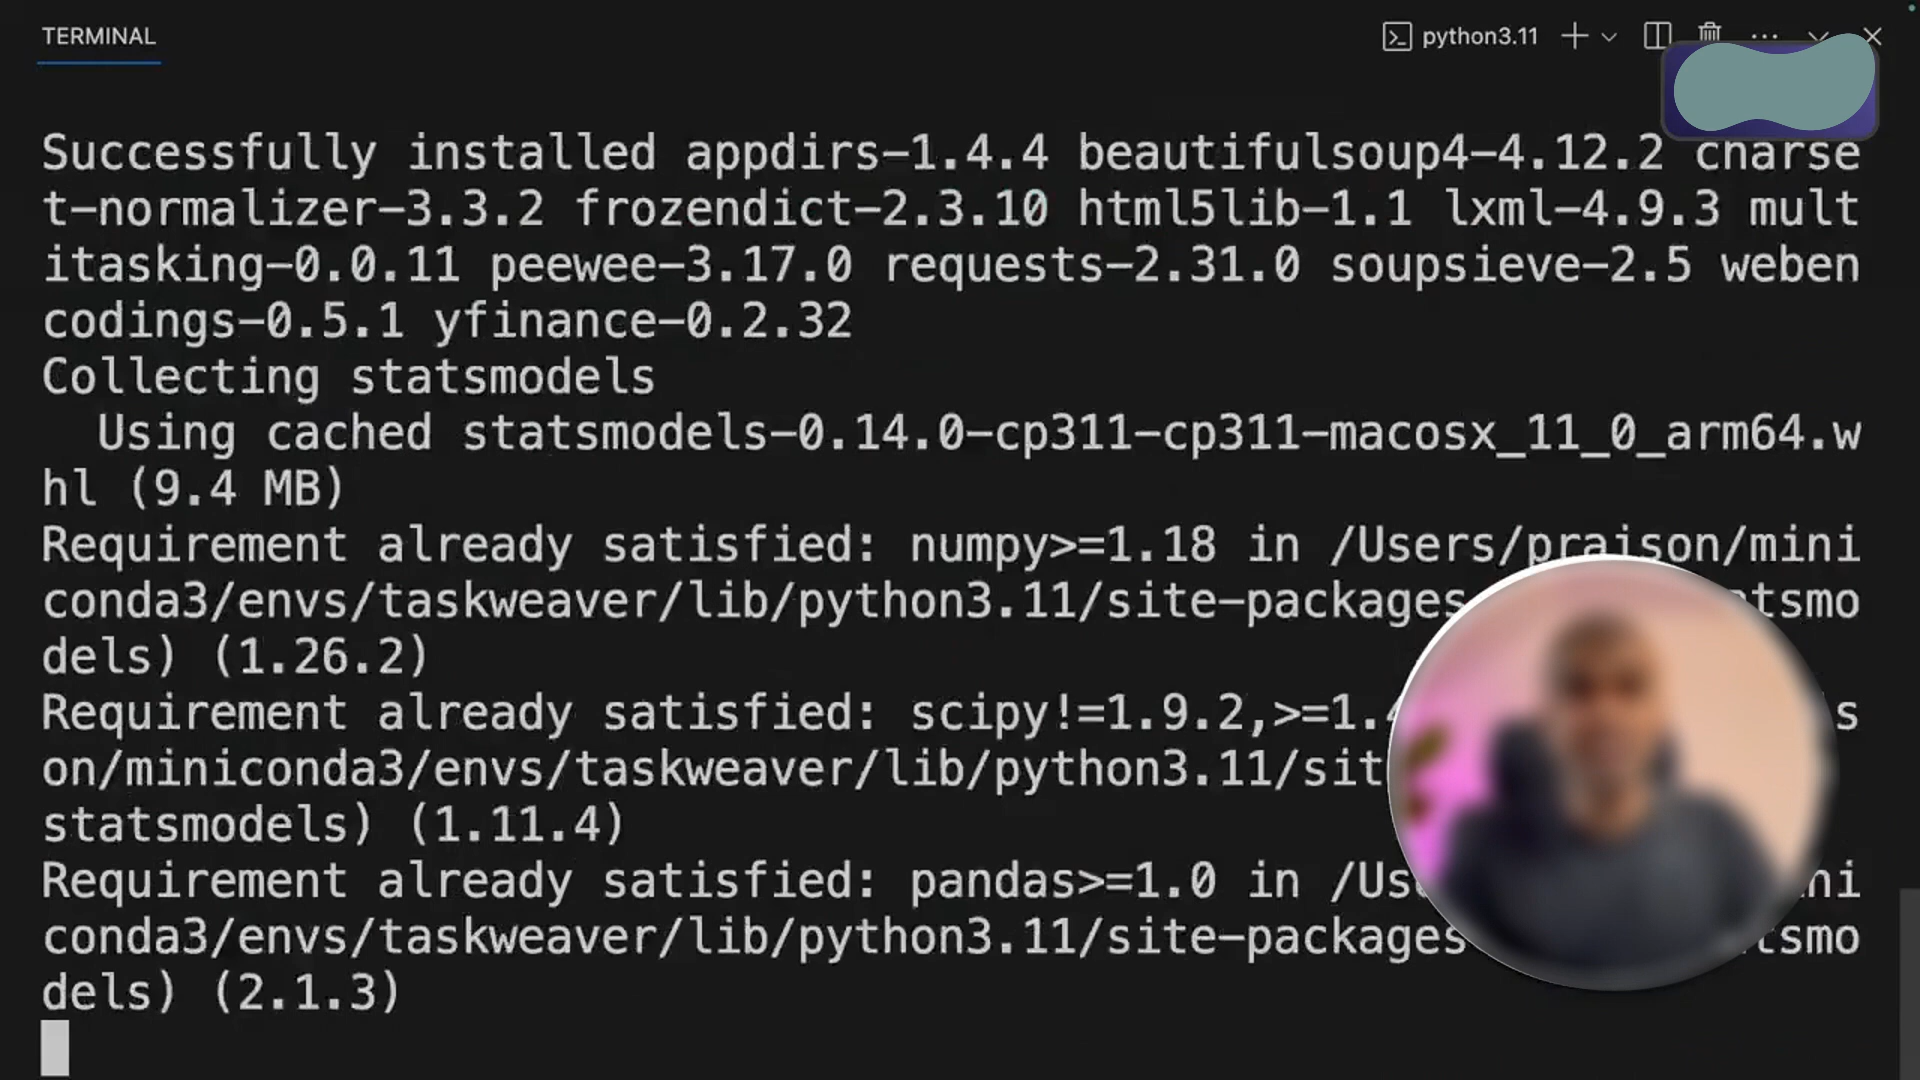 TERMINAL
python3.11
Successfully installed appdirs-1.4.4 beautifulsoup4-4.12.2 charse
t-normalizer-3.3.2 frozendict-2.3.10 html5lib-1.1 lxml-4.9.3 mult
itasking-0.0.11 peewee-3.17.0 requests-2.31.0 soupsieve-2.5 weben
codings-0.5.1 yfinance-0.2.32
Collecting statsmodels
  Using cached statsmodels-0.14.0-cp311-cp311-macosx_11_0_arm64.w
hl (9.4 MB)
Requirement already satisfied: numpy>=1.18 in /Users/praison/mini
conda3/envs/taskweaver/lib/python3.11/site-packages tsmo
dels) (1.26.2)
Requirement already satisfied: scipy!=1.9.2,>=1. s
on/miniconda3/envs/taskweaver/lib/python3.11/sit
statsmodels) (1.11.4)
Requirement already satisfied: pandas>=1.0 in /Us ni
conda3/envs/taskweaver/lib/python3.11/site-packages tsmo
dels) (2.1.3)